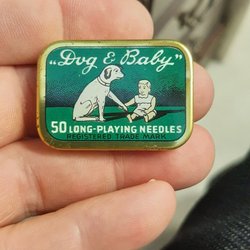 "Dog & Baby"
50 LONG-PLAYING NEEDLES
REGISTERED TRADE MARK